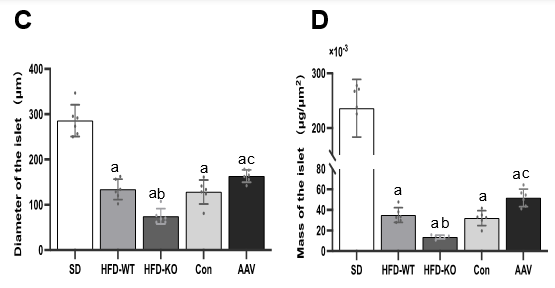 C
Diameter of the islet (μm)
400
300
200
100
0
a
ab
a
ac
SD HFD-WT HFD-KO Con AAV
D
×10⁻³
Mass of the islet (μg/μm²)
300
200
80
60
40
20
0
a
ab
a
ac
SD HFD-WT HFD-KO Con AAV